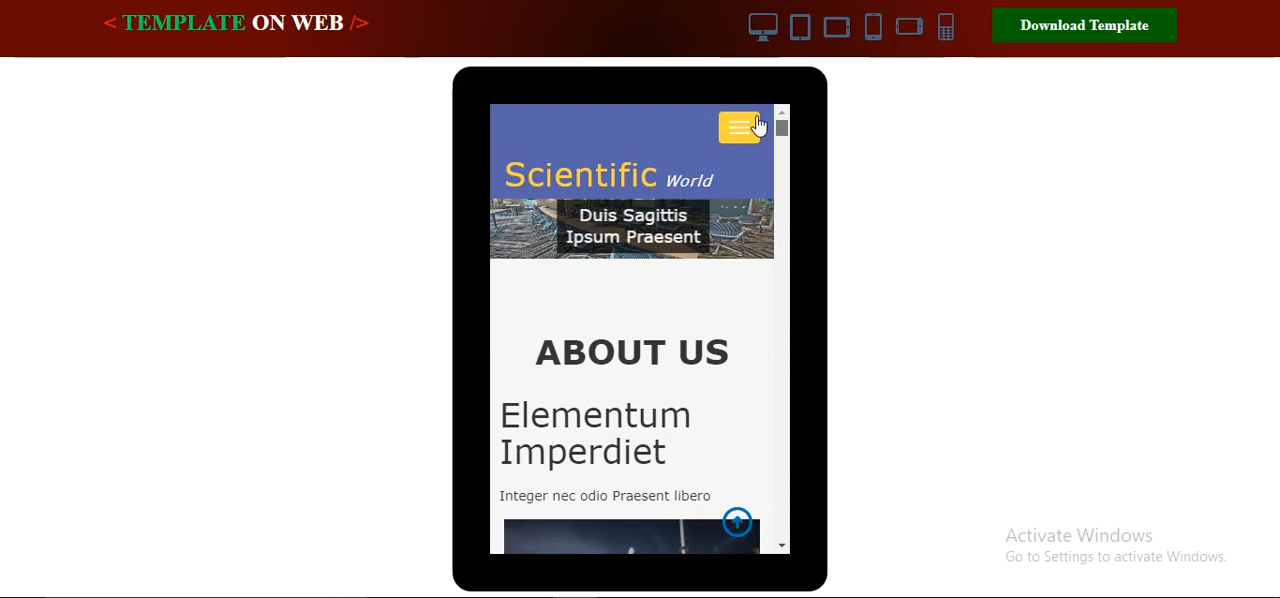 < TEMPLATE ON WEB />
Download Template
Scientific World
Duis Sagittis
Ipsum Praesent
ABOUT US
Elementum
Imperdiet
Integer nec odio Praesent libero
Activate Windows
Go to Settings to activate Windows.